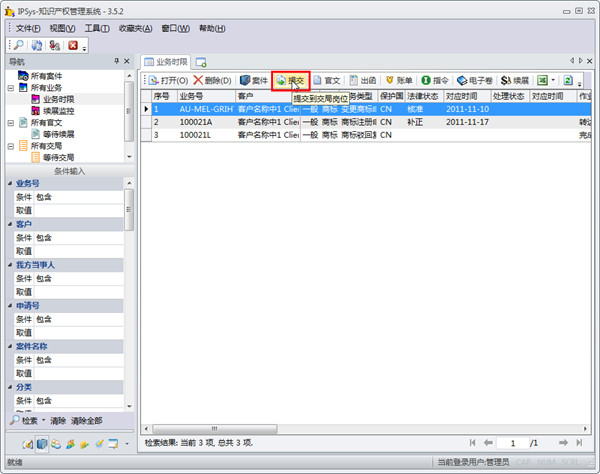 IPSys-知识产权管理系统 - 3.5.2
文件(F) 视图(V) 工具(T) 收藏夹(A) 窗口(W) 帮助(H)
导航
所有案件
所有业务
业务时限
续展监控
所有官文
等待续展
所有交局
等待交局
条件输入
业务号
条件 包含
取值
客户
条件 包含
取值
我方当事人
条件 包含
取值
申请号
条件 包含
取值
案件名称
条件 包含
取值
分类
条件 包含
取值
检索 清除 清除全部
业务时限
打开(O) 删除(D) 案件 提交 官文 出函 账单 指令 电子卷 续展
提交到交局岗位
序号 业务号 客户 务类型 保护国 法律状态 对应时间 处理状态 对应时间 作业
1 AU-MEL-GRIH 客户名称中1 Clien 一般 商标 变更商标 CN 核准 2011-11-10
2 100021A 客户名称中1 Clien 一般 商标 商标注册 CN 补正 2011-11-17 转达
3 100021L 客户名称中1 Clien 一般 商标 商标驳回复 CN 完成
检索结果: 当前 3 项, 总共 3 项.
1 /1
就绪
当前登录用户:管理员 CAP NUM SCRL